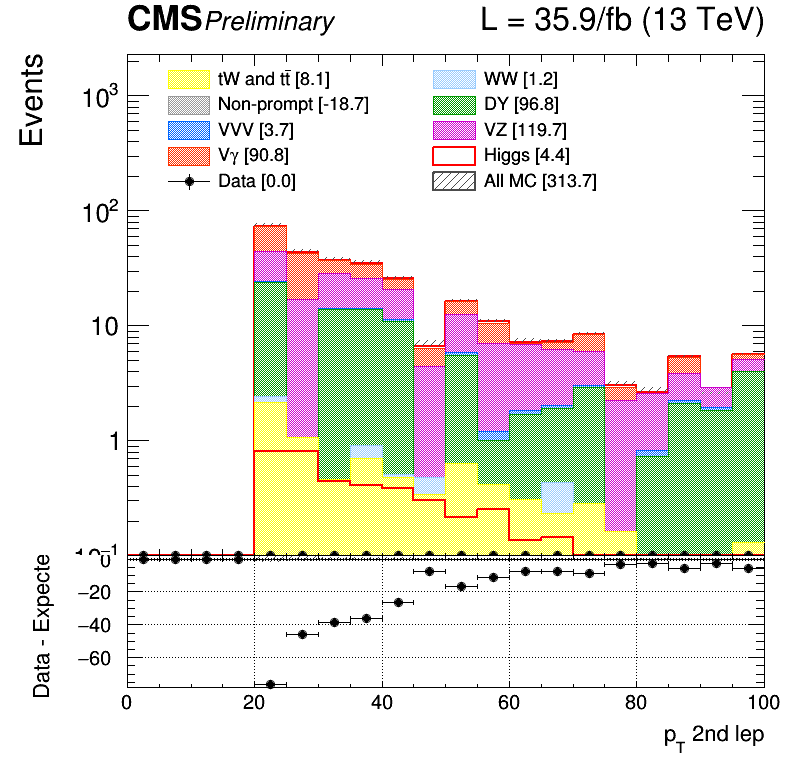 CMS Preliminary L = 35.9/fb (13 TeV)
Events
tW and tt̄ [8.1] WW [1.2]
Non-prompt [-18.7] DY [96.8]
VVV [3.7] VZ [119.7]
Vγ [90.8] Higgs [4.4]
Data [0.0] All MC [313.7]
10³
10²
10
1
Data - Expecte
0
−20
−40
−60
0 20 40 60 80 100
p_T 2nd lep